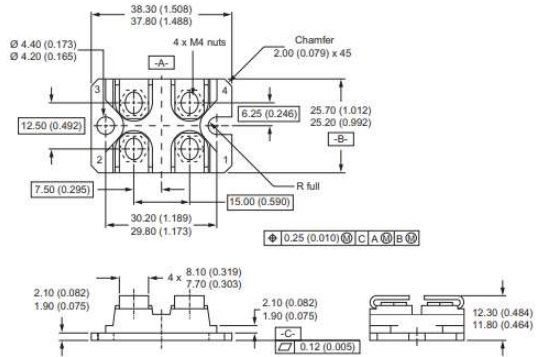 38.30 (1.508)
37.80 (1.488)
Ø 4.40 (0.173)
Ø 4.20 (0.165)
4 x M4 nuts
Chamfer
2.00 (0.079) x 45
-A-
3
4
6.25 (0.246)
25.70 (1.012)
25.20 (0.992)
12.50 (0.492)
-B-
2
1
R full
7.50 (0.295)
15.00 (0.590)
30.20 (1.189)
29.80 (1.173)
⌖ 0.25 (0.010) Ⓜ C A Ⓜ B Ⓜ
4 x
8.10 (0.319)
7.70 (0.303)
2.10 (0.082)
1.90 (0.075)
2.10 (0.082)
1.90 (0.075)
12.30 (0.484)
11.80 (0.464)
-C-
⏥ 0.12 (0.005)